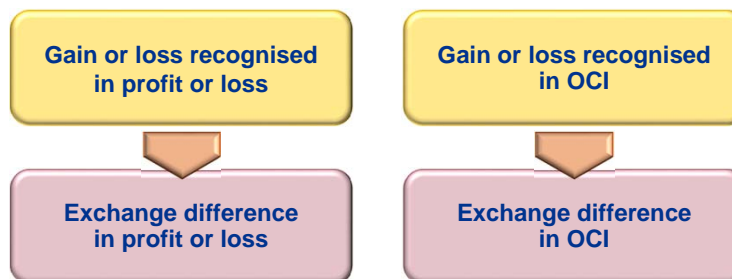 Gain or loss recognised
in profit or loss
Gain or loss recognised
in OCI
Exchange difference
in profit or loss
Exchange difference
in OCI